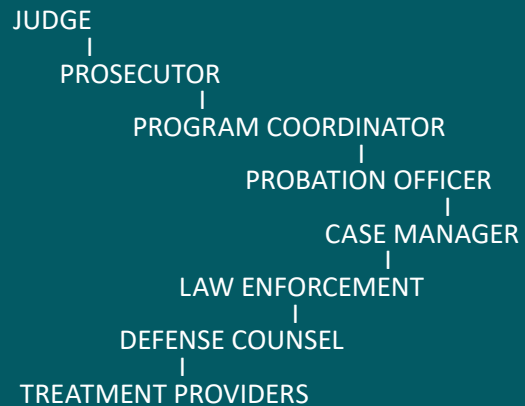 JUDGE
I
PROSECUTOR
I
PROGRAM COORDINATOR
I
PROBATION OFFICER
I
CASE MANAGER
I
LAW ENFORCEMENT
I
DEFENSE COUNSEL
I
TREATMENT PROVIDERS